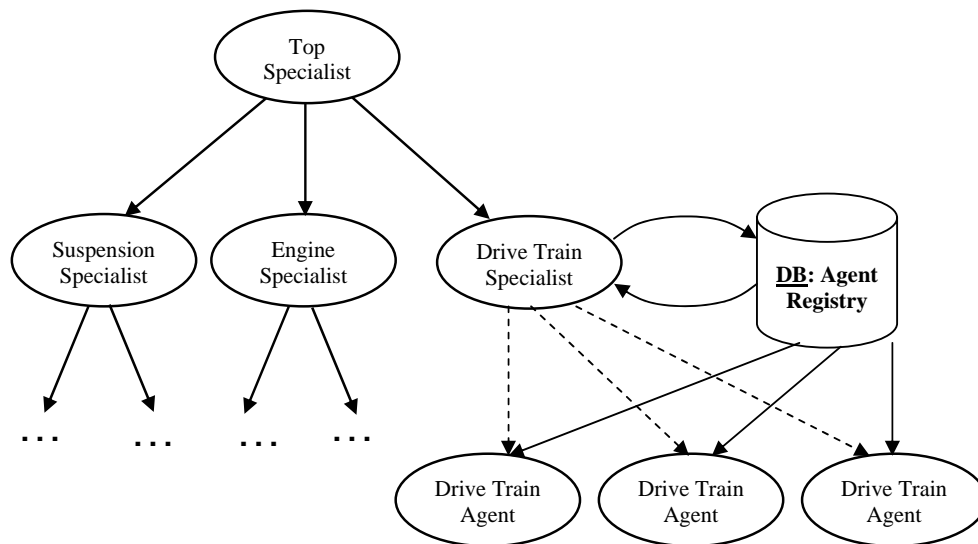 Top
Specialist
Suspension
Specialist
Engine
Specialist
Drive Train
Specialist
DB: Agent
Registry
...
...
...
...
Drive Train
Agent
Drive Train
Agent
Drive Train
Agent